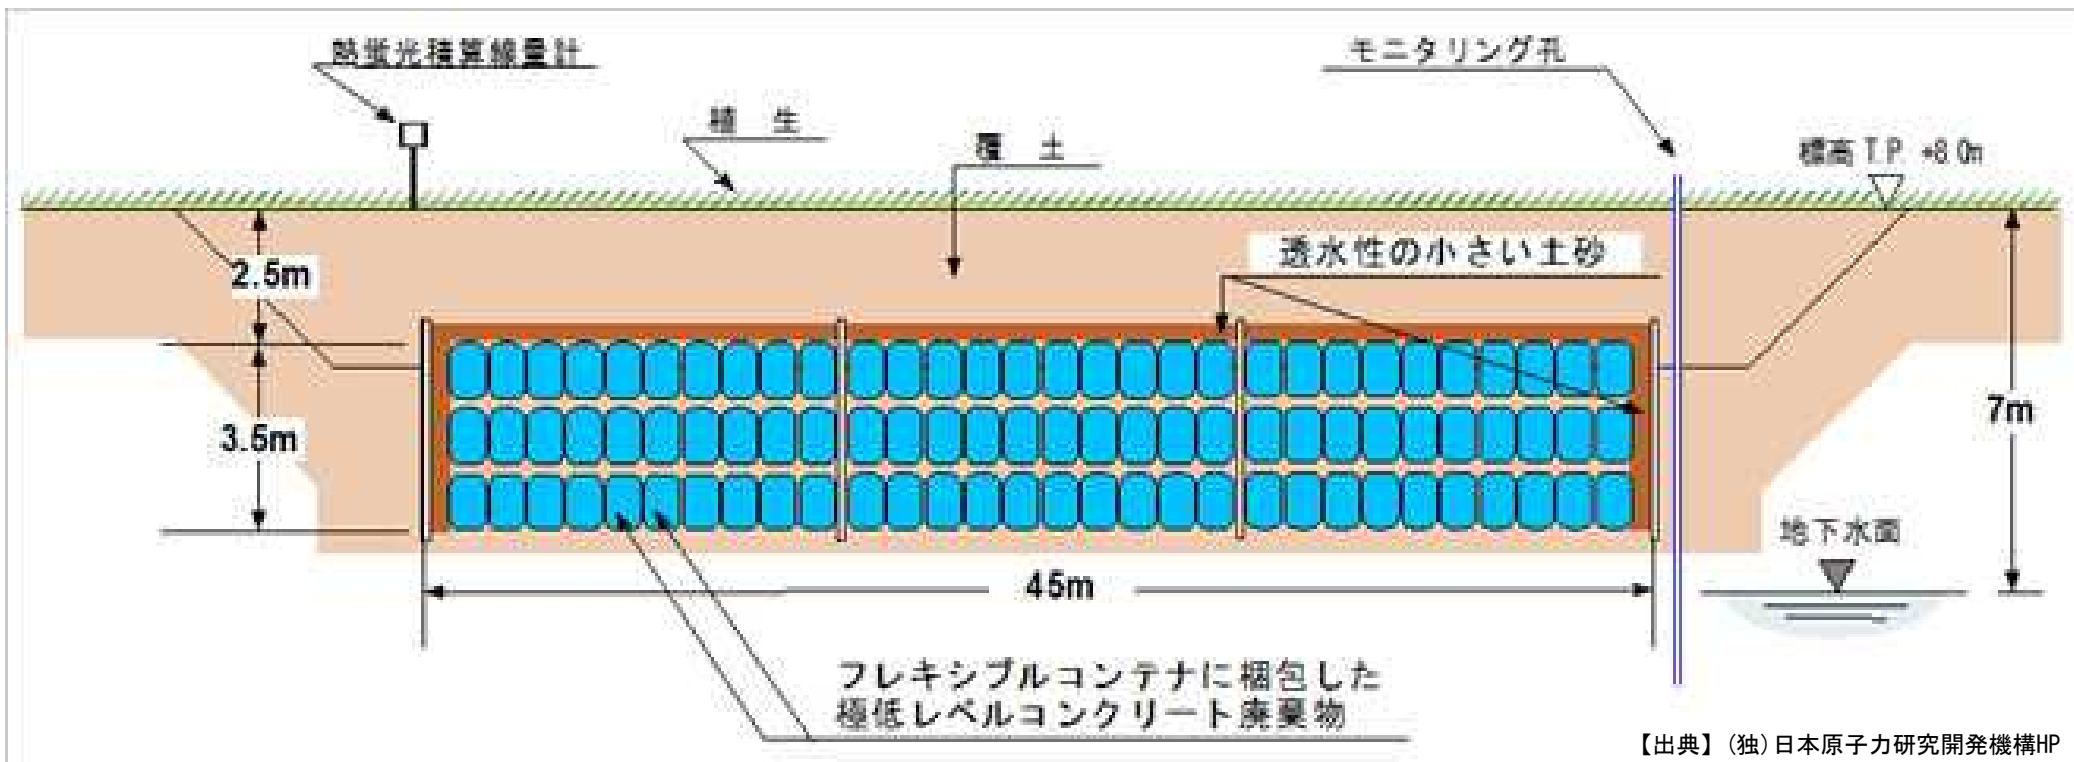 熱蛍光積算線量計
モニタリング孔
植 生
覆 土
標高 T.P. +8.0m
透水性の小さい土砂
2.5m
3.5m
7m
地下水面
45m
フレキシブルコンテナに梱包した
極低レベルコンクリート廃棄物
【出典】(独)日本原子力研究開発機構HP